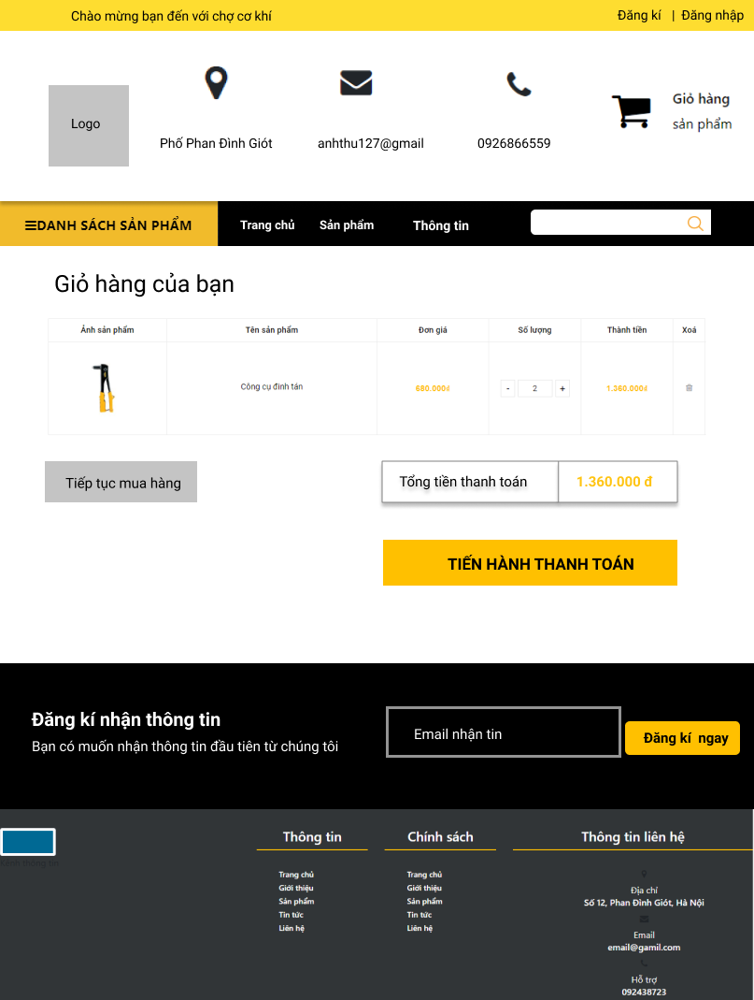 Chào mừng bạn đến với chợ cơ khí
Đăng kí | Đăng nhập
Logo
Phố Phan Đình Giót
anhthu127@gmail
0926866559
Giỏ hàng
sản phẩm
DANH SÁCH SẢN PHẨM
Trang chủ
Sản phẩm
Thông tin
Giỏ hàng của bạn
Ảnh sản phẩm
Tên sản phẩm
Đơn giá
Số lượng
Thành tiền
Xoá
Công cụ đinh tán
680.000đ
- 2 +
1.360.000đ
Tiếp tục mua hàng
Tổng tiền thanh toán
1.360.000 đ
TIẾN HÀNH THANH TOÁN
Đăng kí nhận thông tin
Bạn có muốn nhận thông tin đầu tiên từ chúng tôi
Email nhận tin
Đăng kí ngay
Thông tin
Trang chủ
Giới thiệu
Sản phẩm
Tin tức
Liên hệ
Chính sách
Trang chủ
Giới thiệu
Sản phẩm
Tin tức
Liên hệ
Thông tin liên hệ
Địa chỉ
Số 12, Phan Đình Giót, Hà Nội
Email
email@gamil.com
Hỗ trợ
092438723